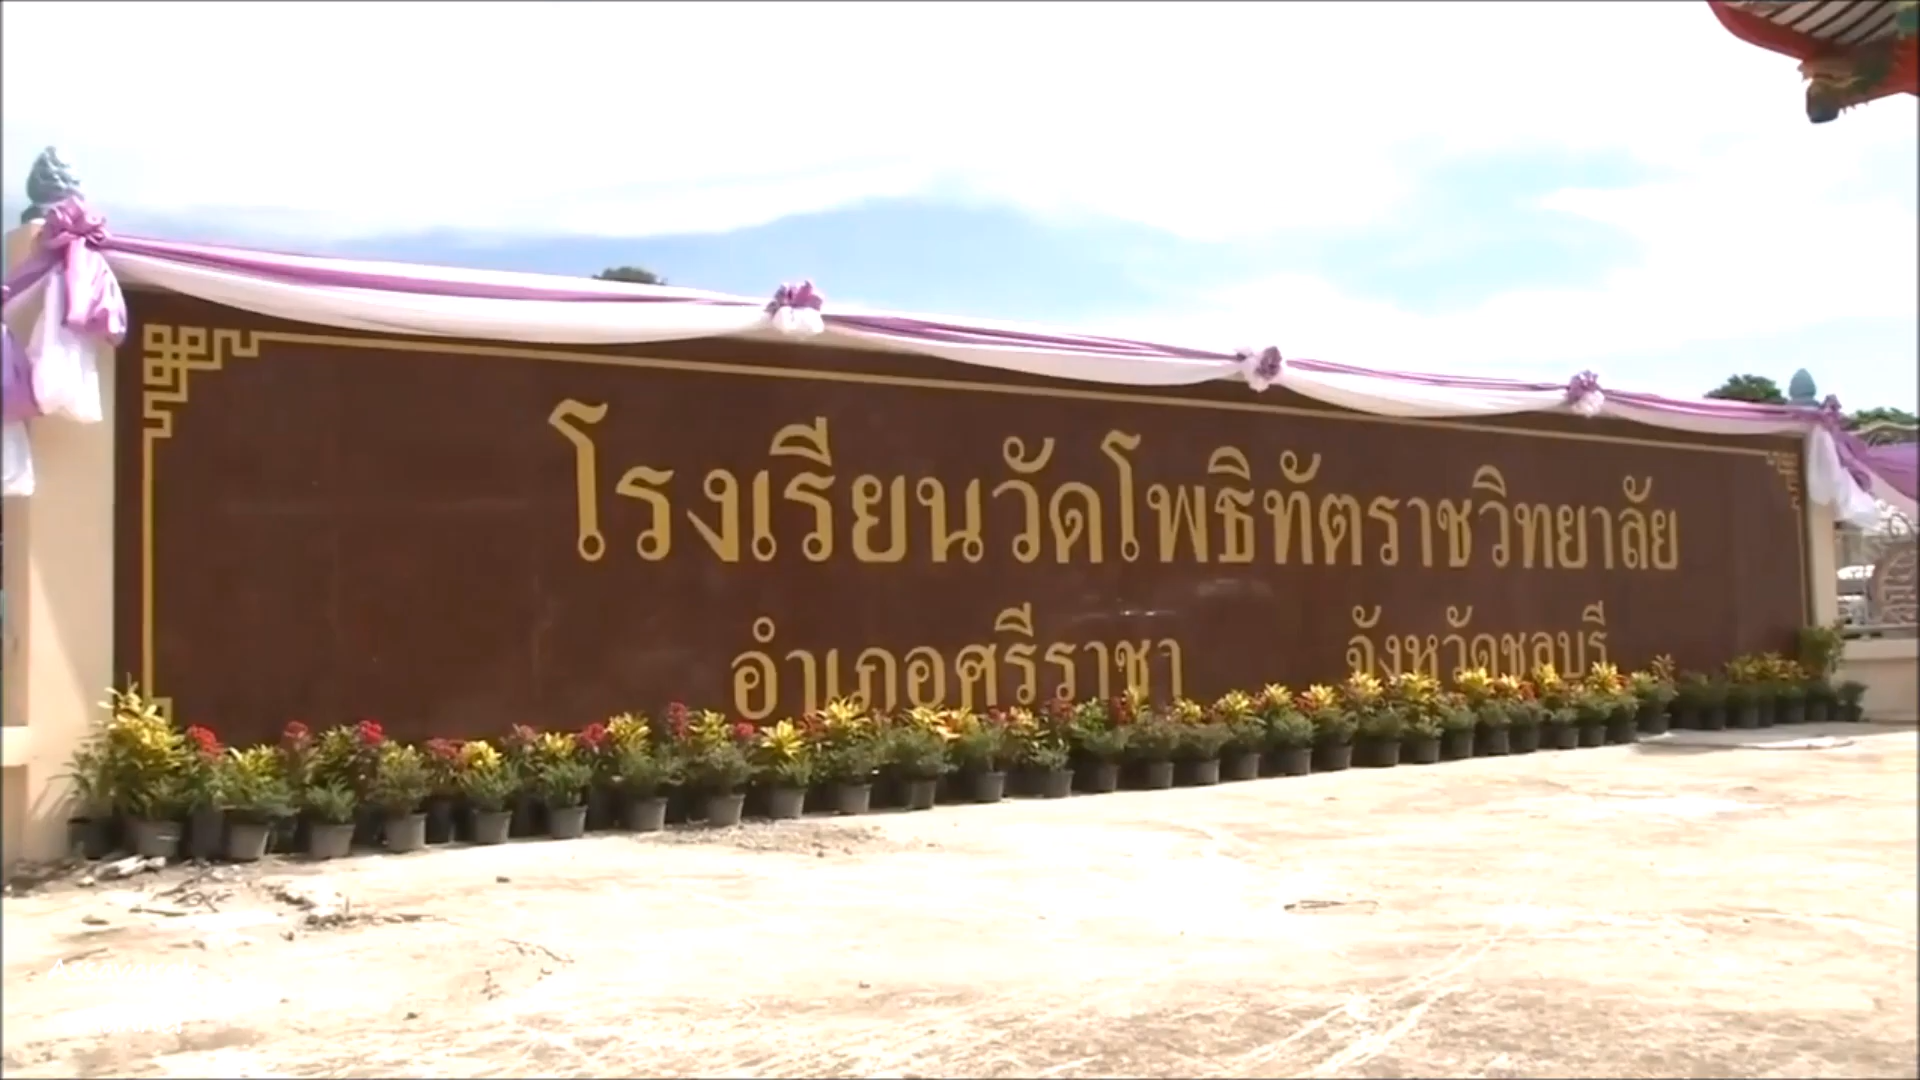 โรงเรียนวัดโพธิทัตราชวิทยาลัย
อำเภอศรีราชา จังหวัดชลบุรี